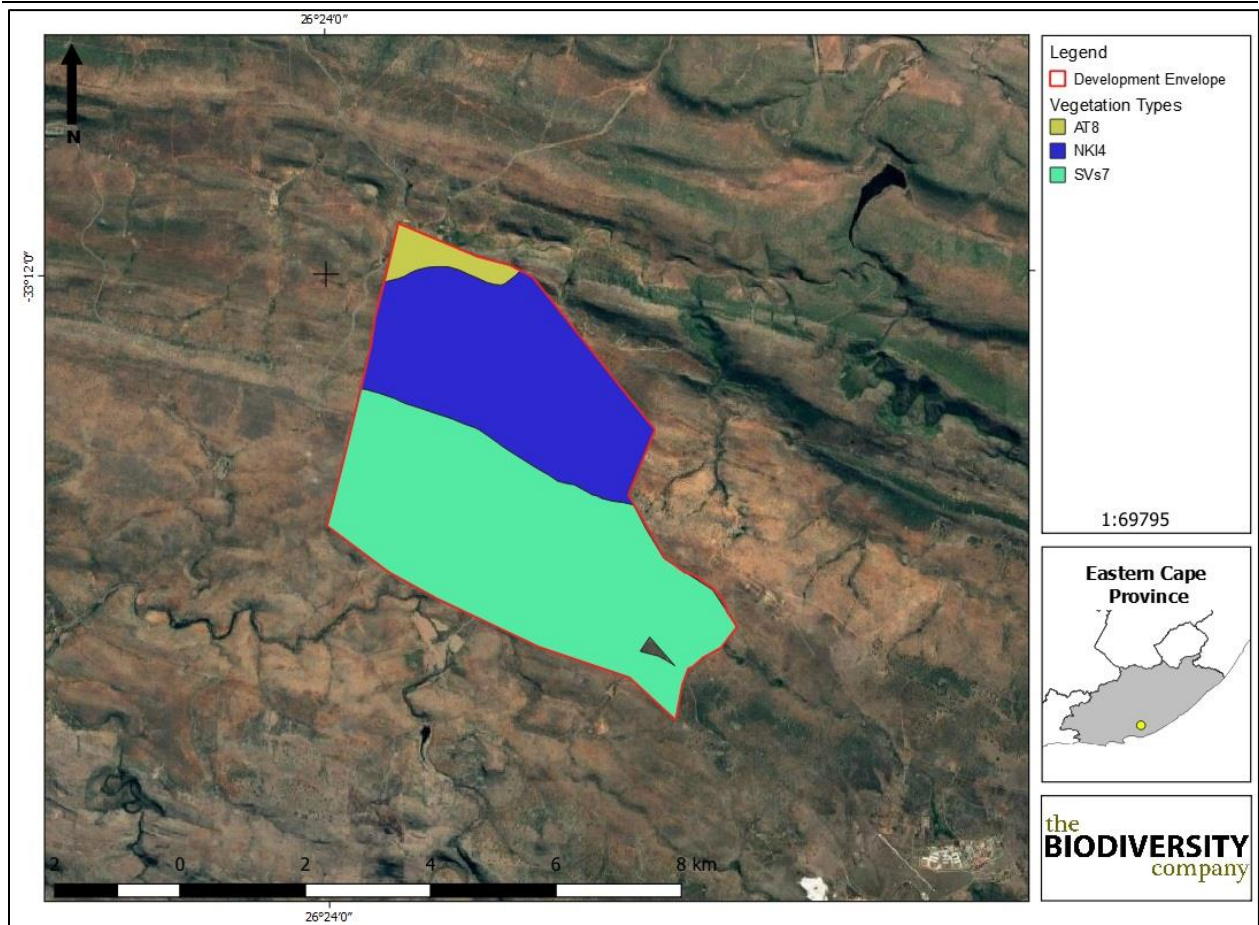 26°24'0"
N
-33°12'0"
2 0 2 4 6 8 km
26°24'0"
Legend
Development Envelope
Vegetation Types
AT8
NKl4
SVs7
1:69795
Eastern Cape
Province
the
BIODIVERSITY
company